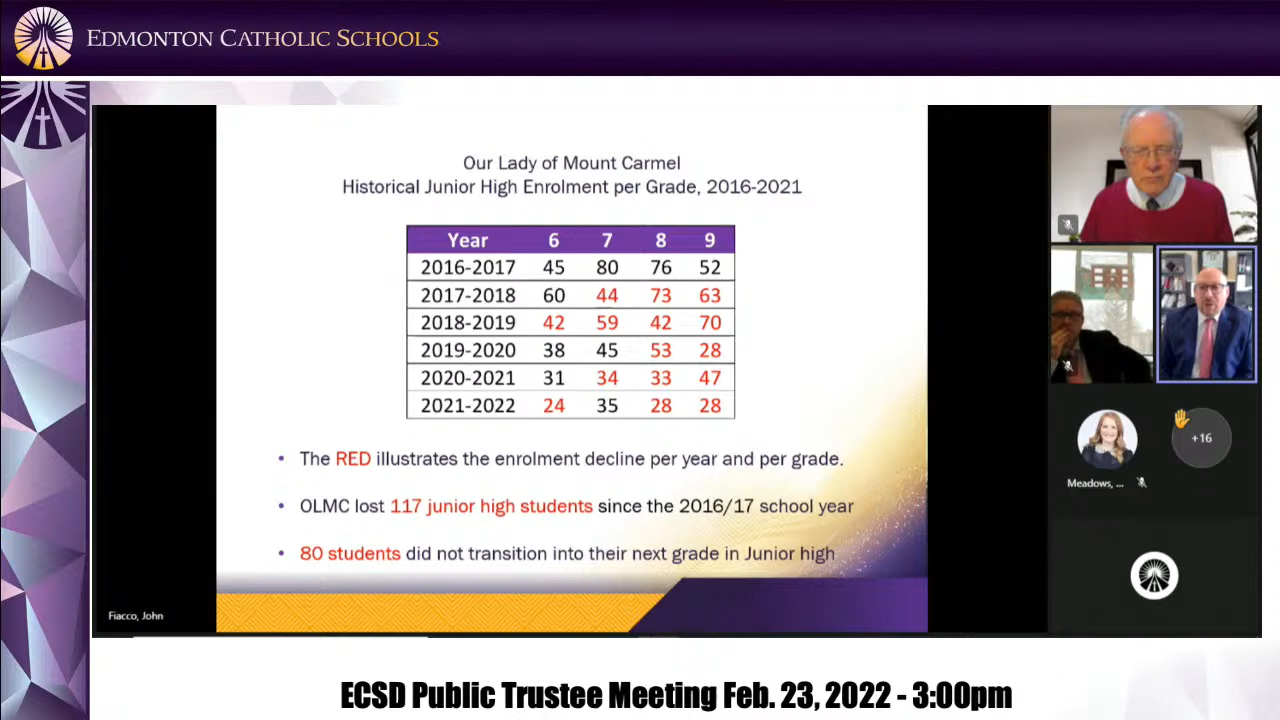 EDMONTON CATHOLIC SCHOOLS
Our Lady of Mount Carmel
Historical Junior High Enrolment per Grade, 2016-2021
Year 6 7 8 9
2016-2017 45 80 76 52
2017-2018 60 44 73 63
2018-2019 42 59 42 70
2019-2020 38 45 53 28
2020-2021 31 34 33 47
2021-2022 24 35 28 28
• The RED illustrates the enrolment decline per year and per grade.
• OLMC lost 117 junior high students since the 2016/17 school year
• 80 students did not transition into their next grade in Junior high
Fiacco, John
+16
Meadows, ...
ECSD Public Trustee Meeting Feb. 23, 2022 - 3:00pm